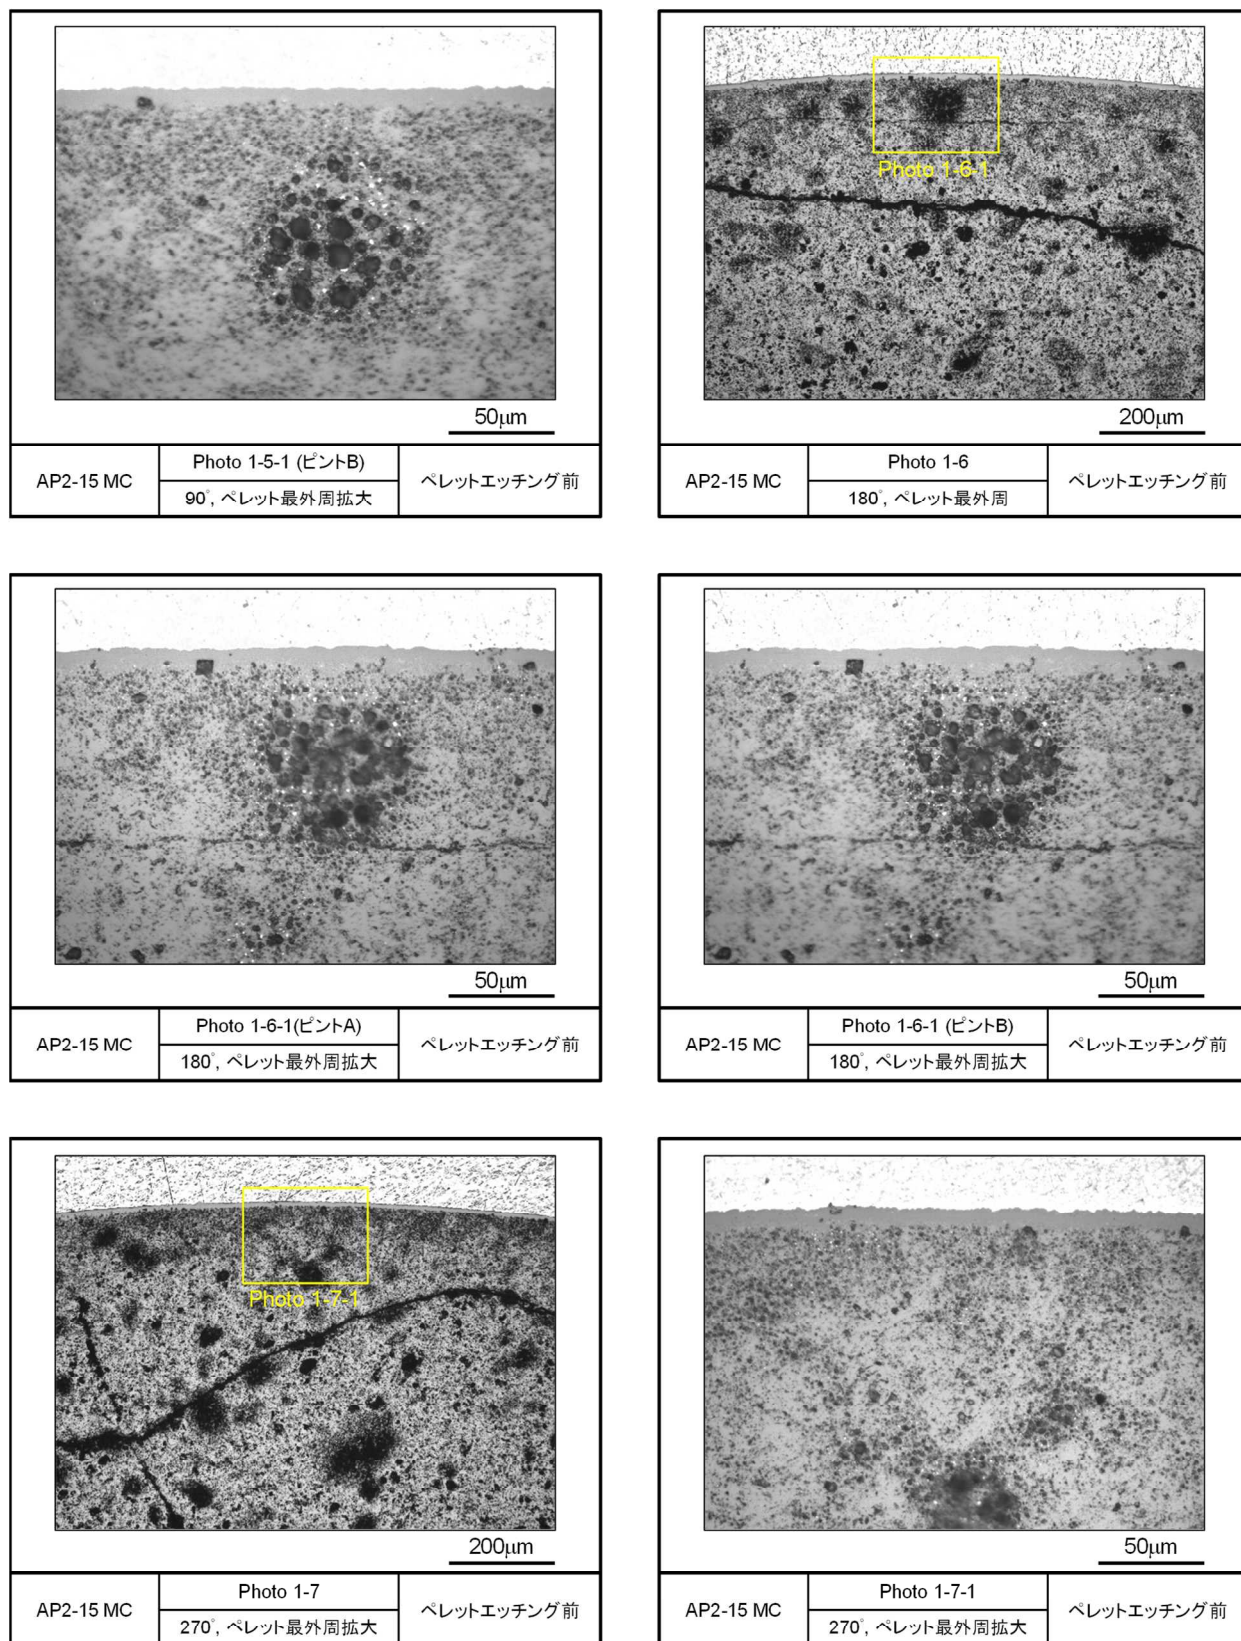 50μm
AP2-15 MC
Photo 1-5-1 (ピントB)
90°, ペレット最外周拡大
ペレットエッチング前
Photo 1-6-1
200μm
AP2-15 MC
Photo 1-6
180°, ペレット最外周
ペレットエッチング前
50μm
AP2-15 MC
Photo 1-6-1(ピントA)
180°, ペレット最外周拡大
ペレットエッチング前
50μm
AP2-15 MC
Photo 1-6-1 (ピントB)
180°, ペレット最外周拡大
ペレットエッチング前
Photo 1-7-1
200μm
AP2-15 MC
Photo 1-7
270°, ペレット最外周拡大
ペレットエッチング前
50μm
AP2-15 MC
Photo 1-7-1
270°, ペレット最外周拡大
ペレットエッチング前